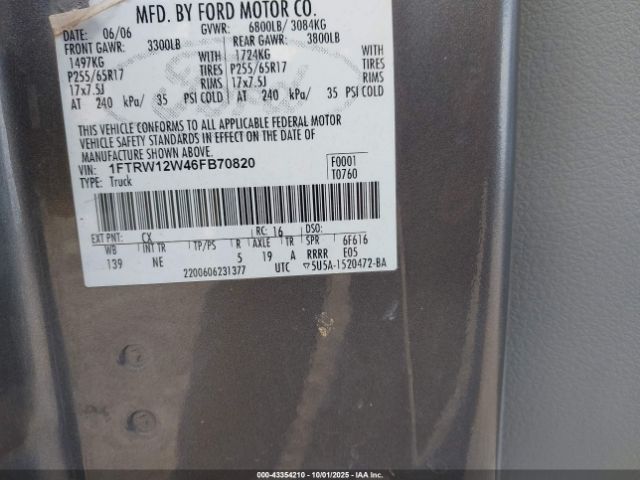 MFD. BY FORD MOTOR CO.
DATE: 06/06 GVWR: 6800LB/ 3084KG
FRONT GAWR: 3300LB REAR GAWR: 3800LB
1497KG WITH 1724KG WITH
P255/65R17 TIRES P255/65R17 TIRES
17x7.5J RIMS 17x7.5J RIMS
AT 240 kPa/ 35 PSI COLD AT 240 kPa/ 35 PSI COLD
THIS VEHICLE CONFORMS TO ALL APPLICABLE FEDERAL MOTOR
VEHICLE SAFETY STANDARDS IN EFFECT ON THE DATE OF
MANUFACTURE SHOWN ABOVE.
VIN: 1FTRW12W46FB70820 F0001
TYPE: Truck T0760
EXT PNT: CX RC: 16 DSO:
WB INT TR TP/PS R AXLE TR SPR 6F616
139 NE 5 19 A RRRR E05
2200606231377 UTC ▽5U5A-1520472-BA
Ford
000-43354210 - 10/01/2025 - IAAI.COM